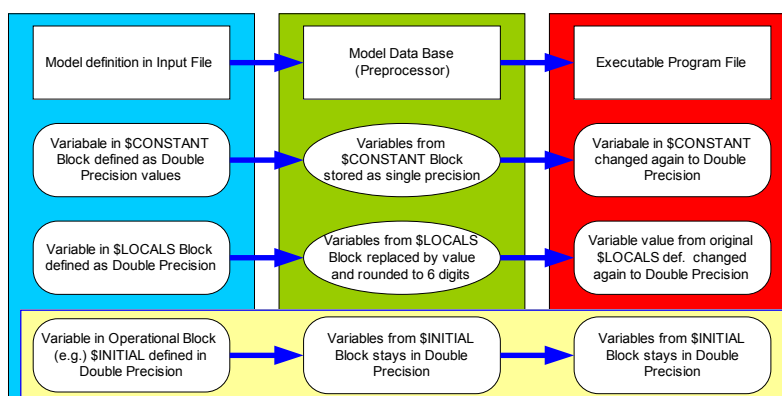 Model definition in Input File
Model Data Base
(Preprocessor)
Executable Program File
Variabale in $CONSTANT
Block defined as Double
Precision values
Variables from
$CONSTANT Block
stored as single precision
Variabale in $CONSTANT
changed again to Double
Precision
Variable in $LOCALS Block
defined as Double Precision
Variables from $LOCALS
Block replaced by value
and rounded to 6 digits
Variable value from original
$LOCALS def. changed
again to Double Precision
Variable in Operational Block
(e.g.) $INITIAL defined in
Double Precision
Variables from $INITIAL
Block stays in Double
Precision
Variables from $INITIAL
Block stays in Double
Precision